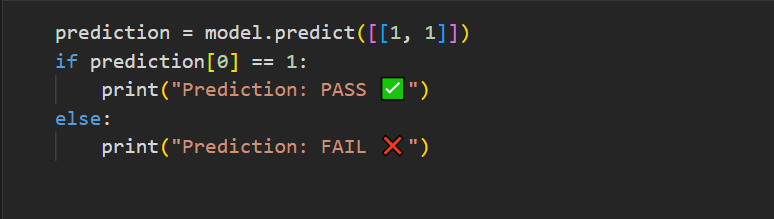 prediction = model.predict([[1, 1]])
if prediction[0] == 1:
    print("Prediction: PASS ✅")
else:
    print("Prediction: FAIL ❌")